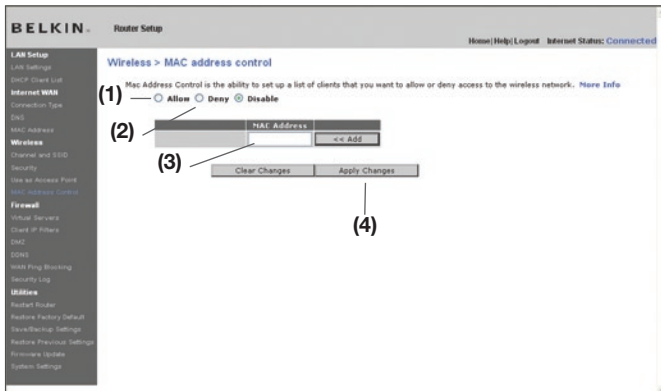 BELKIN.
Router Setup
Home|Help|Logout Internet Status: Connected
LAN Setup
LAN Settings
DHCP Client List
Internet WAN
Connection Type
DNS
MAC Address
Wireless
Channel and SSID
Security
Use as Access Point
MAC Address Control
Firewall
Virtual Servers
Client IP Filters
DMZ
DDNS
WAN Ping Blocking
Security Log
Utilities
Restart Router
Restore Factory Default
Save/Backup Settings
Restore Previous Settings
Firmware Update
System Settings
Wireless > MAC address control
Mac Address Control is the ability to set up a list of clients that you want to allow or deny access to the wireless network. More Info
(1) Allow Deny Disable
(2)
MAC Address
(3) << Add
Clear Changes Apply Changes
(4)